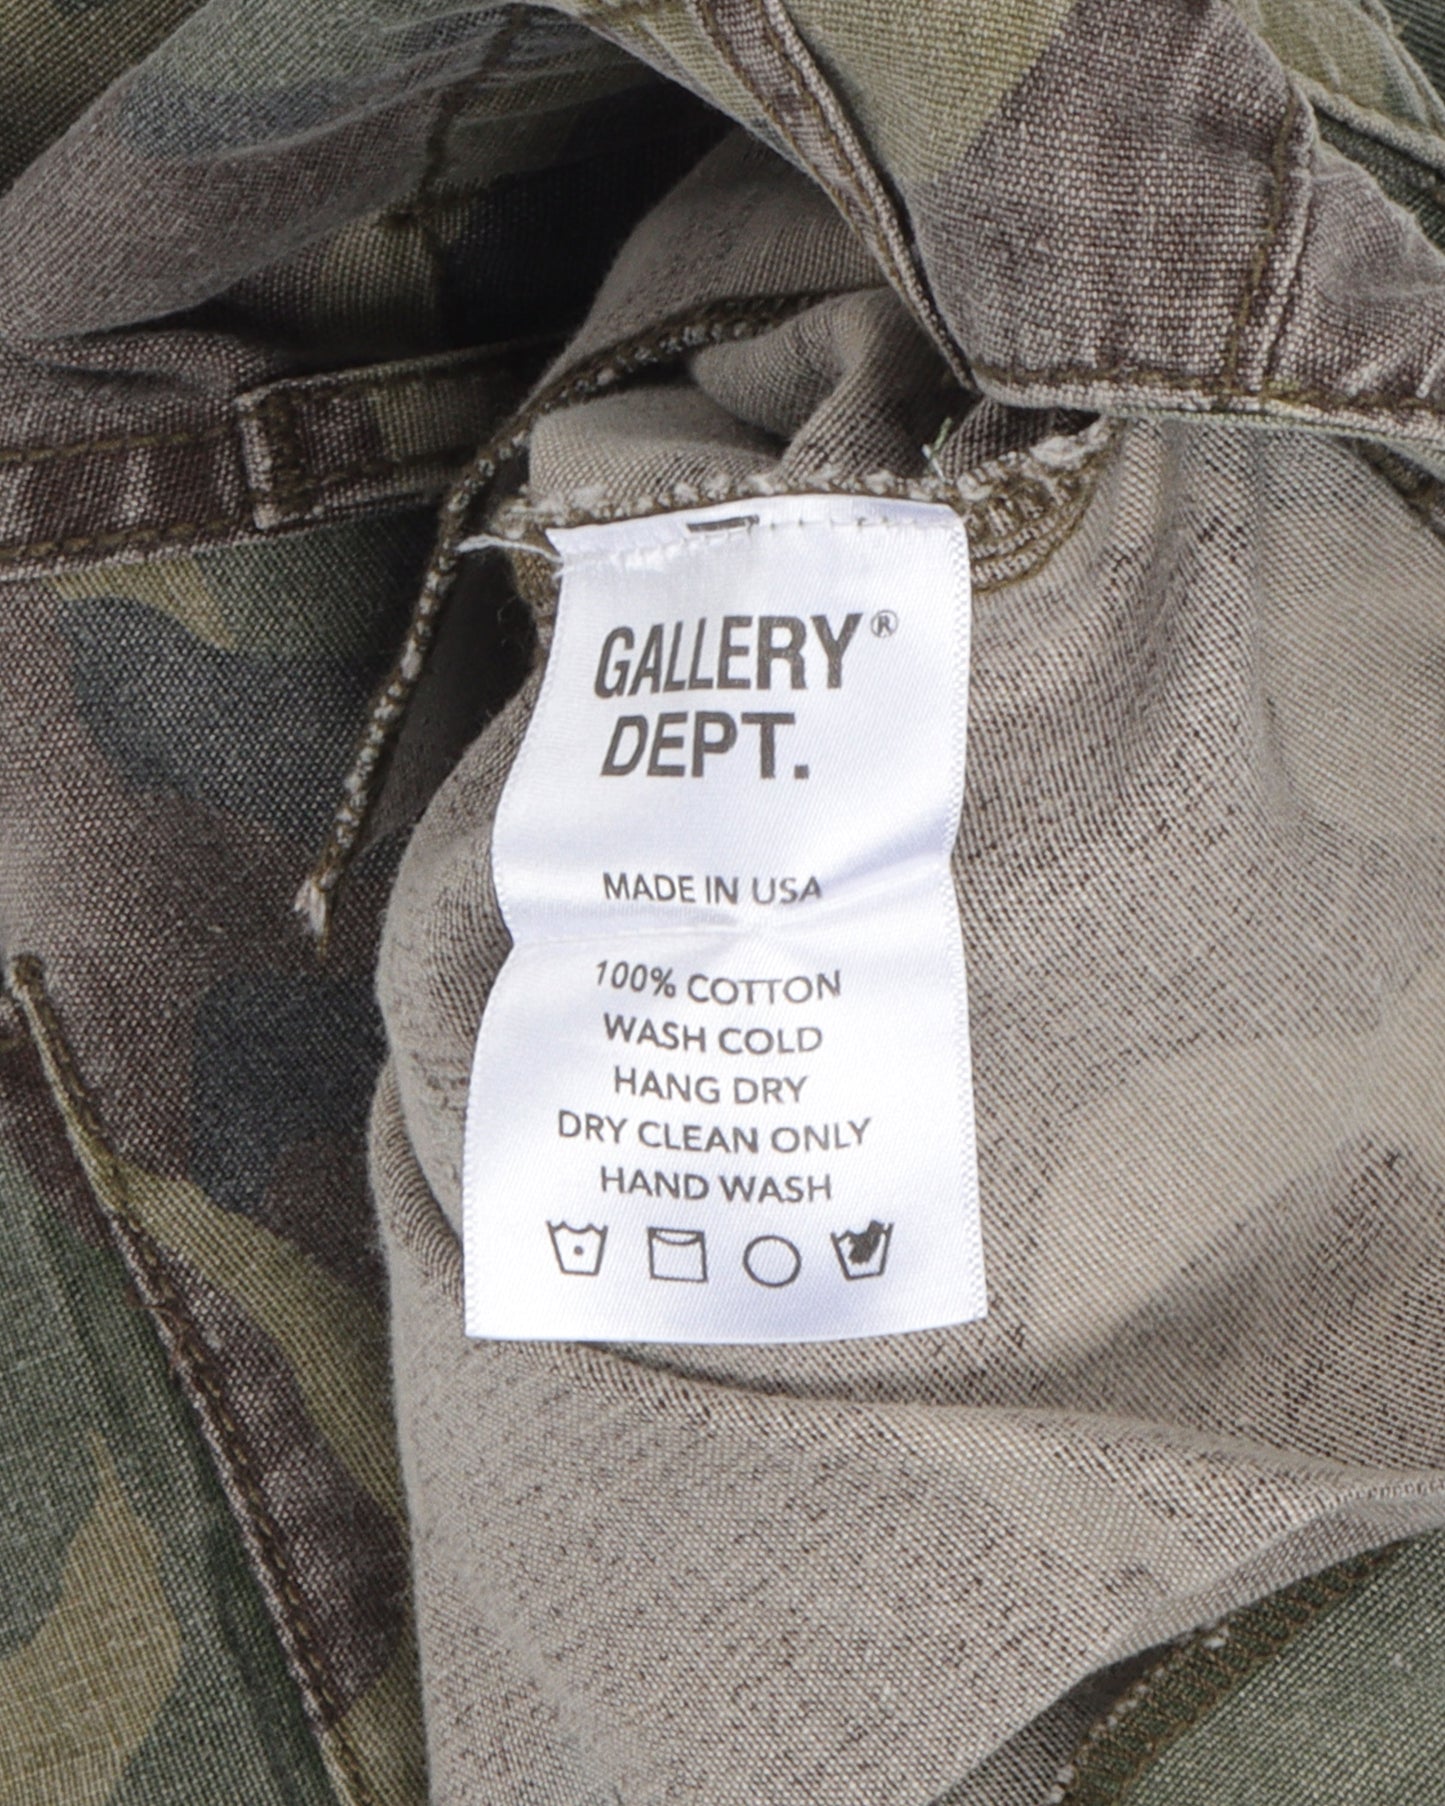 GALLERY®
DEPT.
MADE IN USA
100% COTTON
WASH COLD
HANG DRY
DRY CLEAN ONLY
HAND WASH